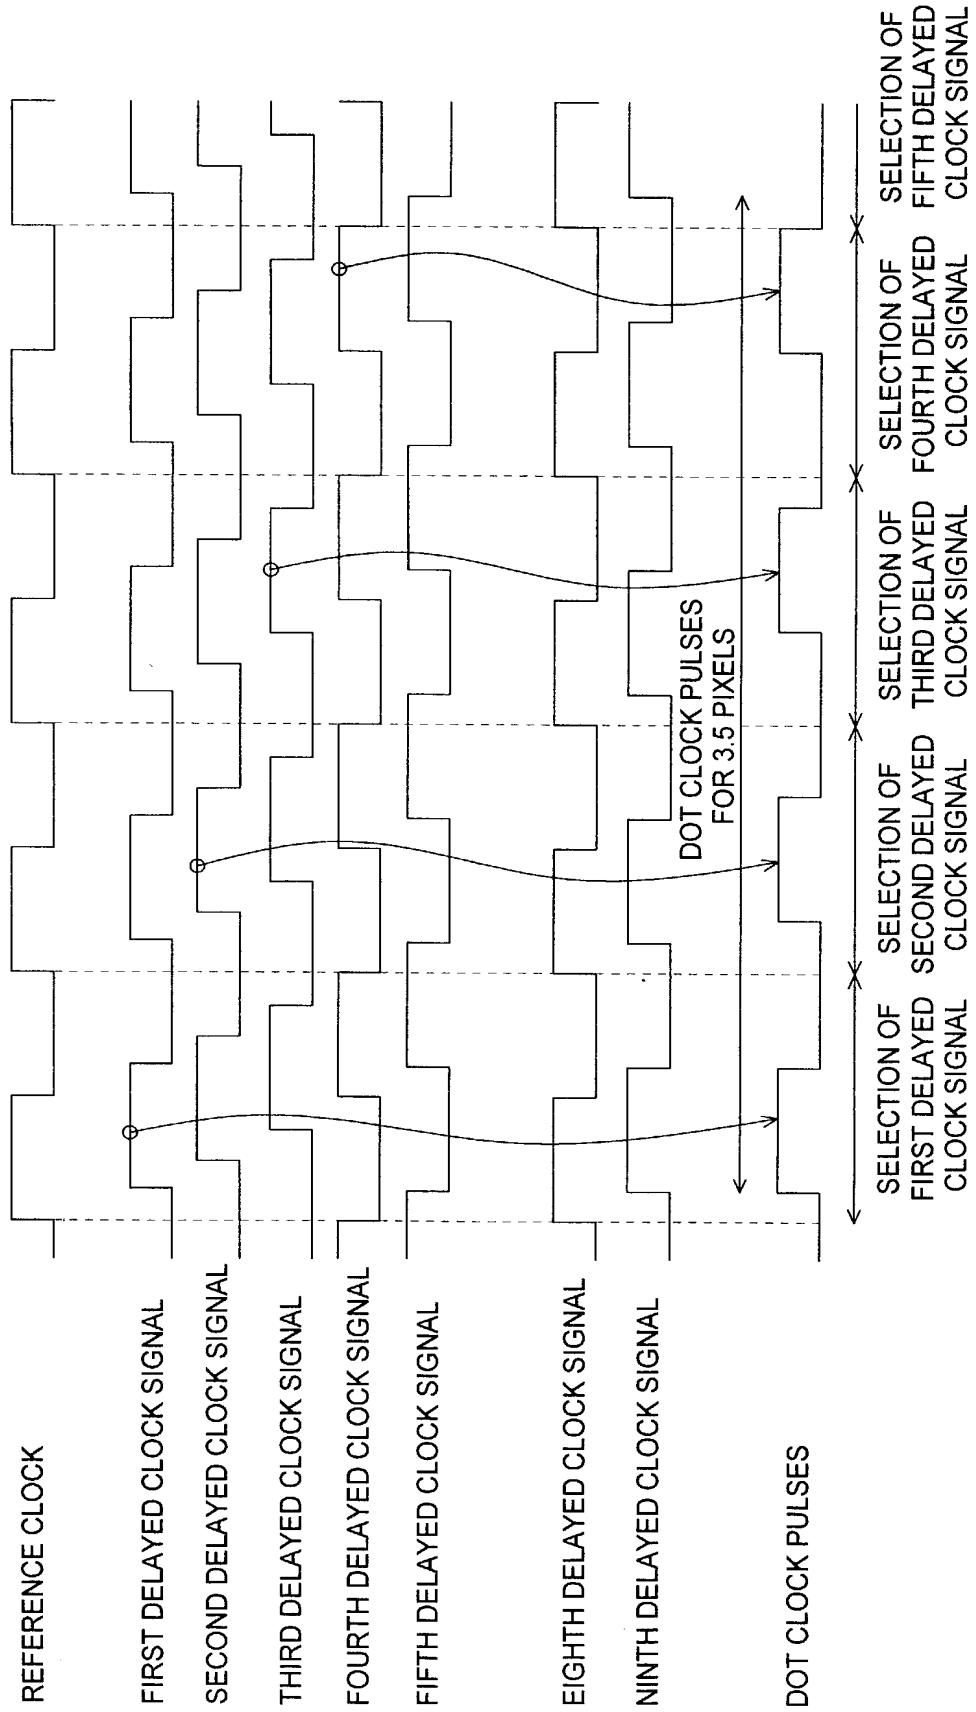 REFERENCE CLOCK
FIRST DELAYED CLOCK SIGNAL
SECOND DELAYED CLOCK SIGNAL
THIRD DELAYED CLOCK SIGNAL
FOURTH DELAYED CLOCK SIGNAL
FIFTH DELAYED CLOCK SIGNAL
EIGHTH DELAYED CLOCK SIGNAL
NINTH DELAYED CLOCK SIGNAL
DOT CLOCK PULSES
FOR 3.5 PIXELS
DOT CLOCK PULSES
SELECTION OF
FIRST DELAYED
CLOCK SIGNAL
SELECTION OF
SECOND DELAYED
CLOCK SIGNAL
SELECTION OF
THIRD DELAYED
CLOCK SIGNAL
SELECTION OF
FOURTH DELAYED
CLOCK SIGNAL
SELECTION OF
FIFTH DELAYED
CLOCK SIGNAL